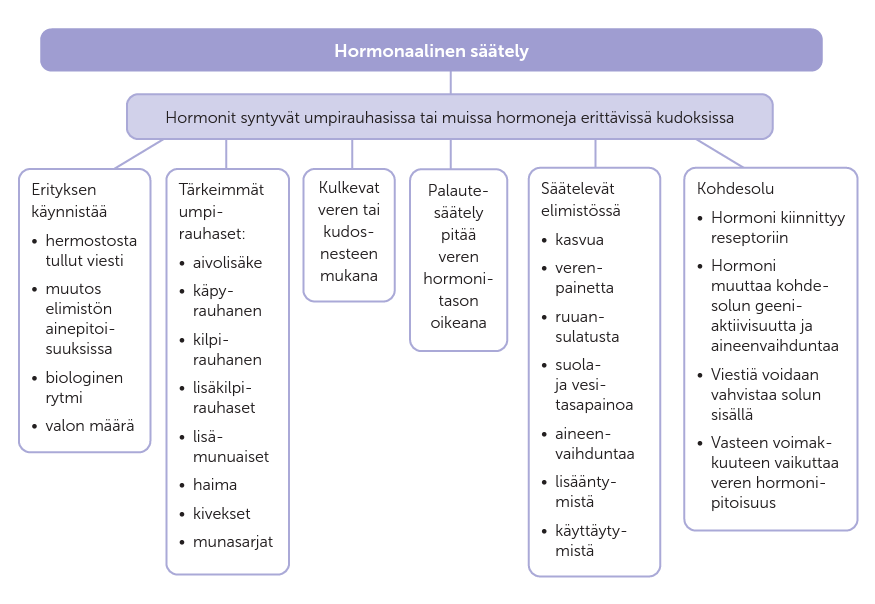 Hormonaalinen säätely
Hormonit syntyvät umpirauhasissa tai muissa hormoneja erittävissä kudoksissa
Erityksen
käynnistää
• hermostosta
tullut viesti
• muutos
elimistön
ainepitoi-
suuksissa
• biologinen
rytmi
• valon määrä
Tärkeimmät
umpi-
rauhaset:
• aivolisäke
• käpy-
rauhanen
• kilpi-
rauhanen
• lisäkilpi-
rauhaset
• lisä-
munuaiset
• haima
• kivekset
• munasarjat
Kulkevat
veren tai
kudos-
nesteen
mukana
Palaute-
säätely
pitää
veren
hormoni-
tason
oikeana
Säätelevät
elimistössä
• kasvua
• veren-
painetta
• ruuan-
sulatusta
• suola-
ja vesi-
tasapainoa
• aineen-
vaihduntaa
• lisäänty-
mistä
• käyttäyty-
mistä
Kohdesolu
• Hormoni kiinnittyy
reseptoriin
• Hormoni
muuttaa kohde-
solun geeni-
aktiivisuutta ja
aineenvaihduntaa
• Viestiä voidaan
vahvistaa solun
sisällä
• Vasteen voimak-
kuuteen vaikuttaa
veren hormoni-
pitoisuus